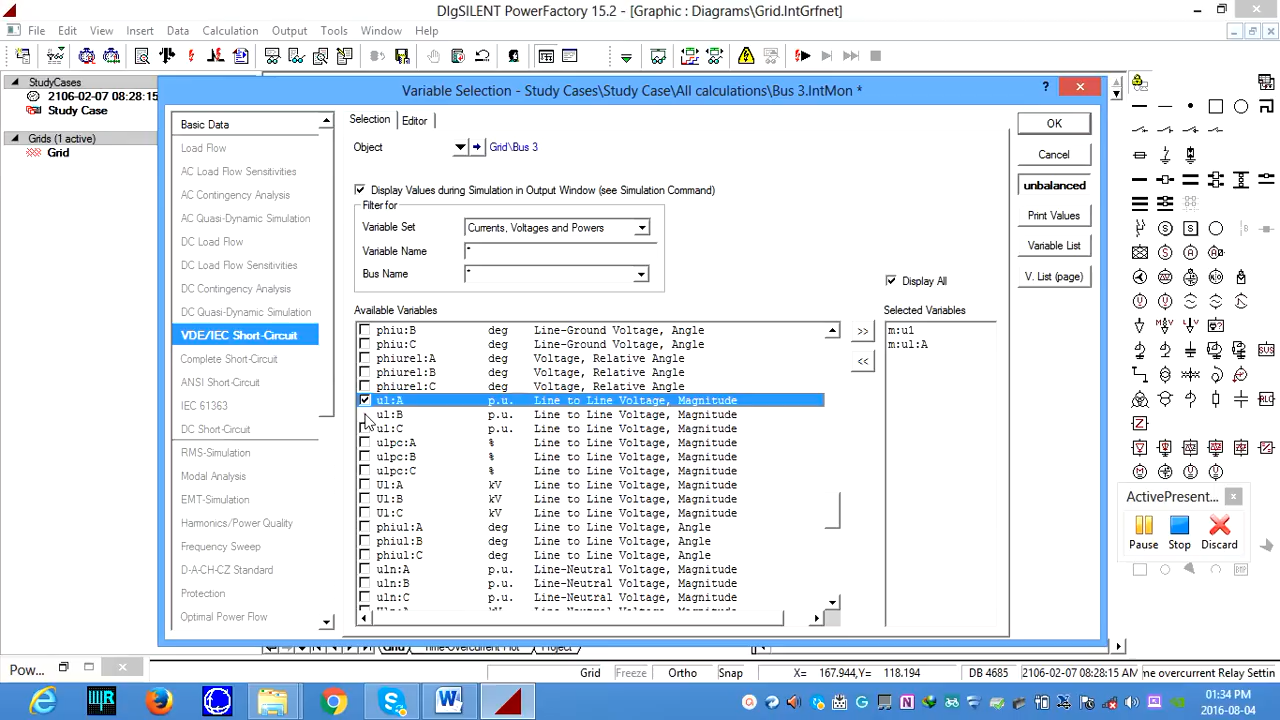 DIgSILENT PowerFactory 15.2 - [Graphic : Diagrams\Grid.IntGrfnet]
File Edit View Insert Data Calculation Output Tools Window Help
StudyCases
2106-02-07 08:28:15
Study Case
Grids (1 active)
Grid
Variable Selection - Study Cases\Study Case\All calculations\Bus 3.IntMon *
?
Basic Data
Load Flow
AC Load Flow Sensitivities
AC Contingency Analysis
AC Quasi-Dynamic Simulation
DC Load Flow
DC Load Flow Sensitivities
DC Contingency Analysis
DC Quasi-Dynamic Simulation
VDE/IEC Short-Circuit
Complete Short-Circuit
ANSI Short-Circuit
IEC 61363
DC Short-Circuit
RMS-Simulation
Modal Analysis
EMT-Simulation
Harmonics/Power Quality
Frequency Sweep
D-A-CH-CZ Standard
Protection
Optimal Power Flow
Selection Editor
Object Grid\Bus 3
Display Values during Simulation in Output Window (see Simulation Command)
Filter for
Variable Set Currents, Voltages and Powers
Variable Name *
Bus Name *
Display All
Available Variables
phiu:B deg Line-Ground Voltage, Angle
phiu:C deg Line-Ground Voltage, Angle
phiurel:A deg Voltage, Relative Angle
phiurel:B deg Voltage, Relative Angle
phiurel:C deg Voltage, Relative Angle
ul:A p.u. Line to Line Voltage, Magnitude
ul:B p.u. Line to Line Voltage, Magnitude
ul:C p.u. Line to Line Voltage, Magnitude
ulpc:A % Line to Line Voltage, Magnitude
ulpc:B % Line to Line Voltage, Magnitude
ulpc:C % Line to Line Voltage, Magnitude
Ul:A kV Line to Line Voltage, Magnitude
Ul:B kV Line to Line Voltage, Magnitude
Ul:C kV Line to Line Voltage, Magnitude
phiul:A deg Line to Line Voltage, Angle
phiul:B deg Line to Line Voltage, Angle
phiul:C deg Line to Line Voltage, Angle
uln:A p.u. Line-Neutral Voltage, Magnitude
uln:B p.u. Line-Neutral Voltage, Magnitude
uln:C p.u. Line-Neutral Voltage, Magnitude
>>
<<
Selected Variables
m:u1
m:ul:A
OK
Cancel
unbalanced
Print Values
Variable List
V. List (page)
ActivePresent...
Pause Stop Discard
Grid Time-Overcurrent Plot Project
Pow...
Grid Freeze Ortho Snap X= 167.944,Y= 118.194 DB 4685 2106-02-07 08:28:15 AM
me overcurrent Relay Setting
01:34 PM
2016-08-04